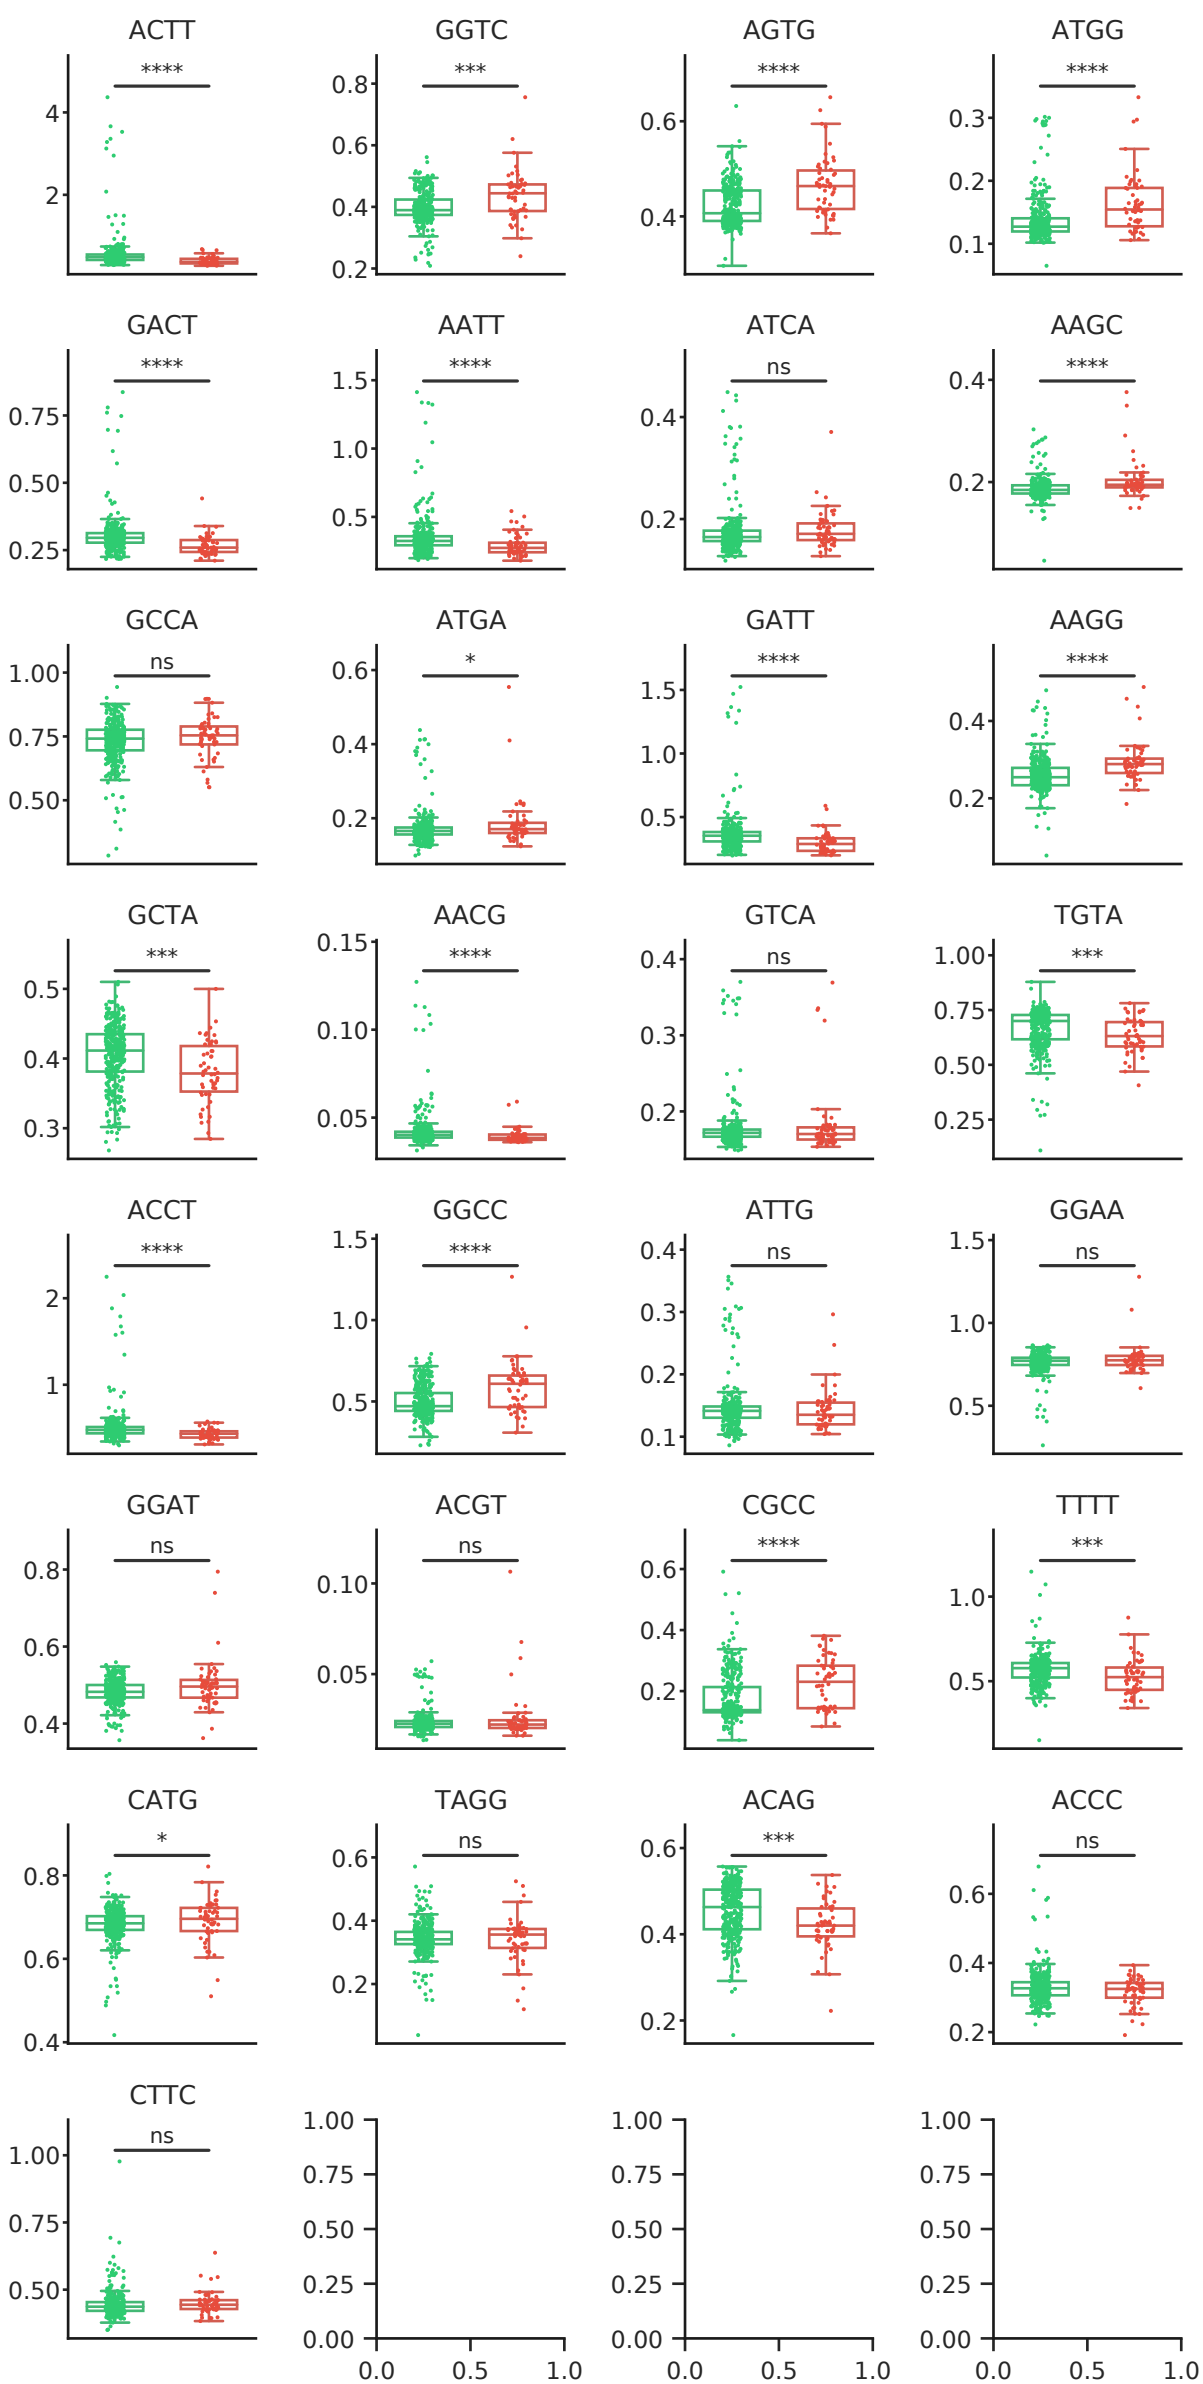 ACTT GGTC AGTG ATGG
**** *** **** ****
4 2
0.8 0.6 0.4 0.2
0.6 0.4
0.3 0.2 0.1
GACT AATT ATCA AAGC
**** **** ns ****
0.75 0.50 0.25
1.5 1.0 0.5
0.4 0.2
0.4 0.2
GCCA ATGA GATT AAGG
ns * **** ****
1.00 0.75 0.50
0.6 0.4 0.2
1.5 1.0 0.5
0.4 0.2
GCTA AACG GTCA TGTA
*** **** ns ***
0.5 0.4 0.3
0.15 0.10 0.05
0.4 0.3 0.2
1.00 0.75 0.50 0.25
ACCT GGCC ATTG GGAA
**** **** ns ns
2 1
1.5 1.0 0.5
0.4 0.3 0.2 0.1
1.5 1.0 0.5
GGAT ACGT CGCC TTTT
ns ns **** ***
0.8 0.6 0.4
0.10 0.05
0.6 0.4 0.2
1.0 0.5
CATG TAGG ACAG ACCC
* ns *** ns
0.8 0.6 0.4
0.6 0.4 0.2
0.6 0.4 0.2
0.6 0.4 0.2
CTTC
ns
1.00 0.75 0.50
1.00 0.75 0.50 0.25 0.00
0.0 0.5 1.0
1.00 0.75 0.50 0.25 0.00
0.0 0.5 1.0
1.00 0.75 0.50 0.25 0.00
0.0 0.5 1.0